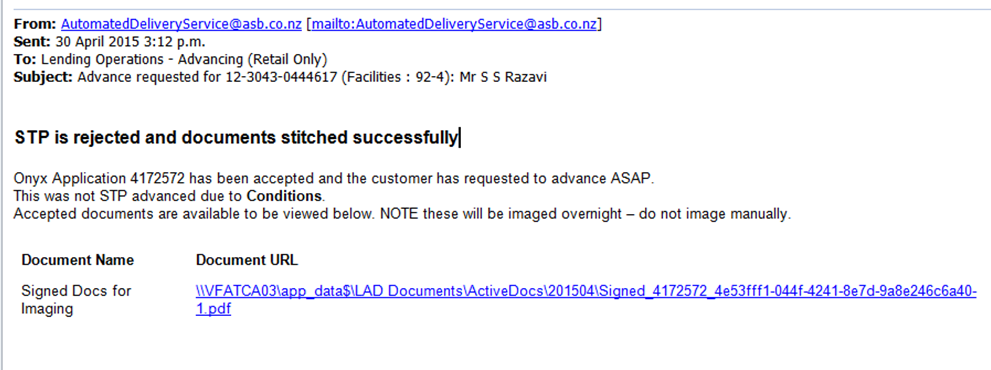 From: AutomatedDeliveryService@asb.co.nz [mailto:AutomatedDeliveryService@asb.co.nz]
Sent: 30 April 2015 3:12 p.m.
To: Lending Operations - Advancing (Retail Only)
Subject: Advance requested for 12-3043-0444617 (Facilities : 92-4): Mr S S Razavi
STP is rejected and documents stitched successfully
Onyx Application 4172572 has been accepted and the customer has requested to advance ASAP.
This was not STP advanced due to Conditions.
Accepted documents are available to be viewed below. NOTE these will be imaged overnight – do not image manually.
Document Name Document URL
Signed Docs for \\VFATCA03\app_data$\LAD Documents\ActiveDocs\201504\Signed_4172572_4e53fff1-044f-4241-8e7d-9a8e246c6a40-
Imaging 1.pdf